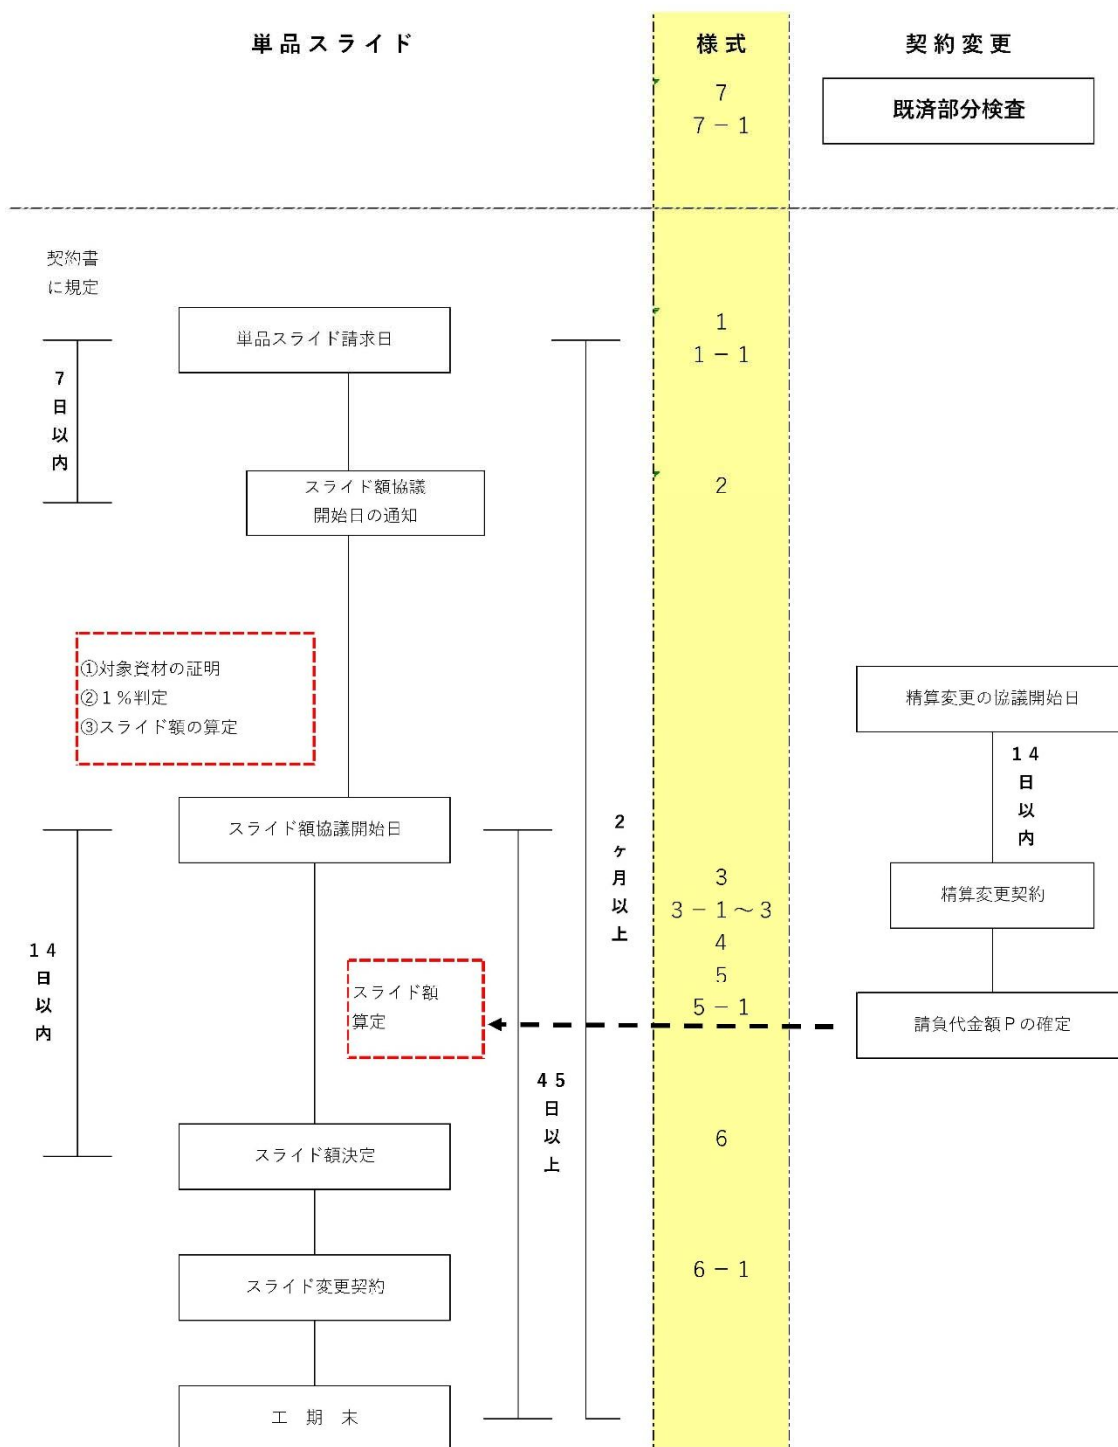 単品スライド
様式
契約変更
7
7－1
既済部分検査
契約書
に規定
単品スライド請求日
1
1－1
7日以内
スライド額協議
開始日の通知
2
①対象資材の証明
②1％判定
③スライド額の算定
精算変更の協議開始日
14日以内
スライド額協議開始日
2ヶ月以上
3
3－1～3
4
5
5－1
精算変更契約
14日以内
スライド額
算定
請負代金額Pの確定
45日以上
スライド額決定
6
スライド変更契約
6－1
工期末